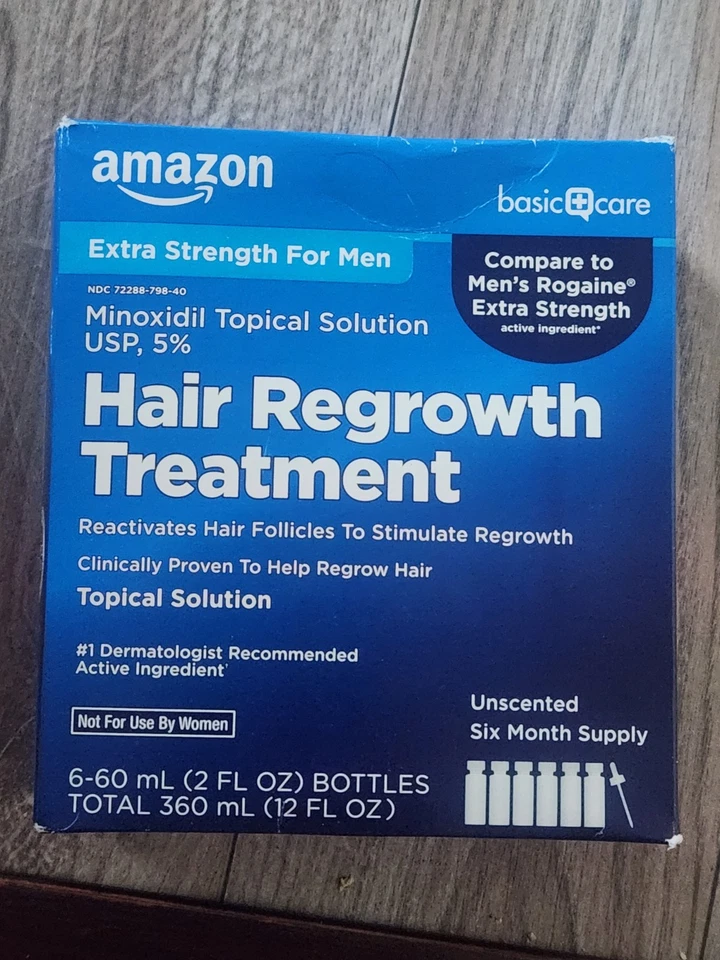 amazon
basic care
Extra Strength For Men
Compare to
Men's Rogaine®
Extra Strength
active ingredient*
NDC 72288-798-40
Minoxidil Topical Solution
USP, 5%
Hair Regrowth
Treatment
Reactivates Hair Follicles To Stimulate Regrowth
Clinically Proven To Help Regrow Hair
Topical Solution
#1 Dermatologist Recommended
Active Ingredient†
Not For Use By Women
Unscented
Six Month Supply
6-60 mL (2 FL OZ) BOTTLES
TOTAL 360 mL (12 FL OZ)